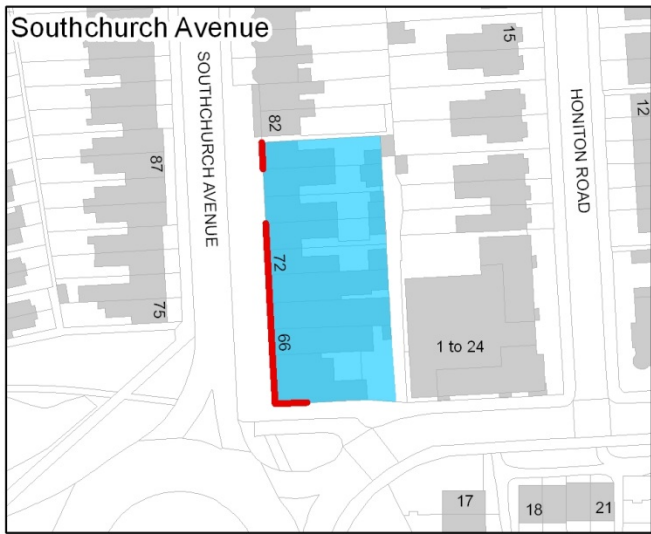 Southchurch Avenue
SOUTHCHURCH AVENUE
HONITON ROAD
15
12
82
87
72
75
66
1 to 24
17
18
21